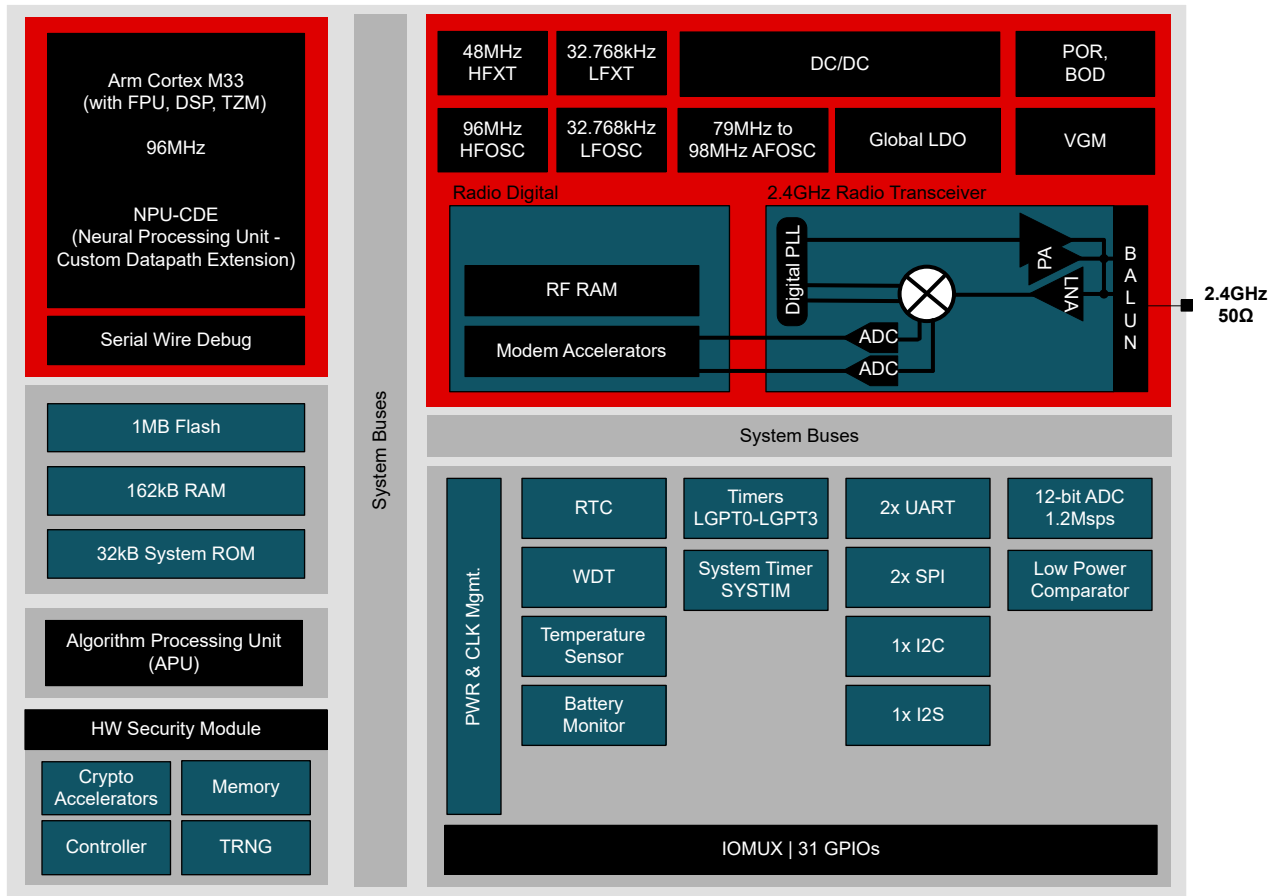 Arm Cortex M33
(with FPU, DSP, TZM)
96MHz
NPU-CDE
(Neural Processing Unit -
Custom Datapath Extension)
Serial Wire Debug
1MB Flash
162kB RAM
32kB System ROM
Algorithm Processing Unit
(APU)
HW Security Module
Crypto
Accelerators
Memory
Controller
TRNG
System Buses
48MHz
HFXT
32.768kHz
LFXT
DC/DC
POR,
BOD
96MHz
HFOSC
32.768kHz
LFOSC
79MHz to
98MHz AFOSC
Global LDO
VGM
Radio Digital
RF RAM
Modem Accelerators
2.4GHz Radio Transceiver
Digital PLL
ADC
ADC
PA
LNA
BALUN
2.4GHz
50Ω
System Buses
PWR & CLK Mgmt.
RTC
WDT
Temperature
Sensor
Battery
Monitor
Timers
LGPT0-LGPT3
System Timer
SYSTIM
2x UART
2x SPI
1x I2C
1x I2S
12-bit ADC
1.2Msps
Low Power
Comparator
IOMUX | 31 GPIOs